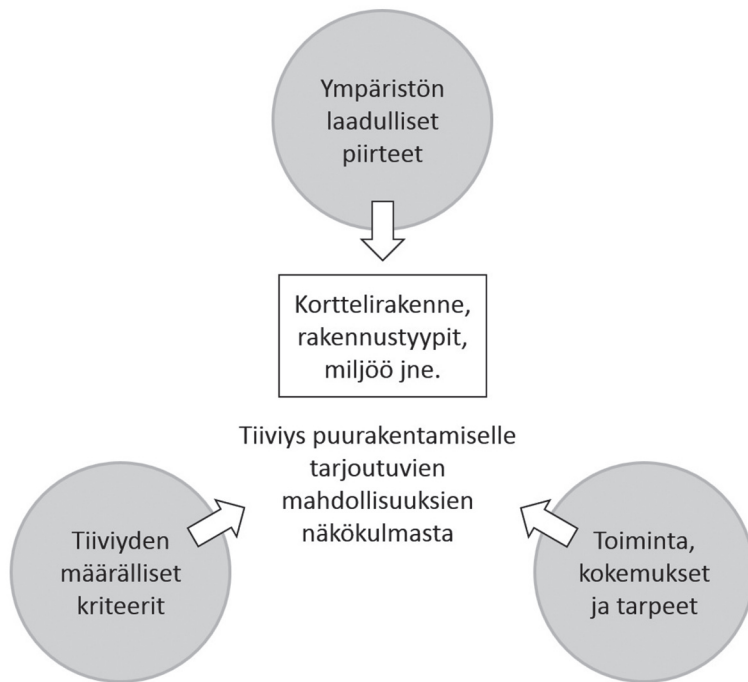 Ympäristön
laadulliset
piirteet
Korttelirakenne,
rakennustyypit,
miljöö jne.
Tiiviys puurakentamiselle
tarjoutuvien
mahdollisuuksien
näkökulmasta
Tiiviyden
määrälliset
kriteerit
Toiminta,
kokemukset
ja tarpeet